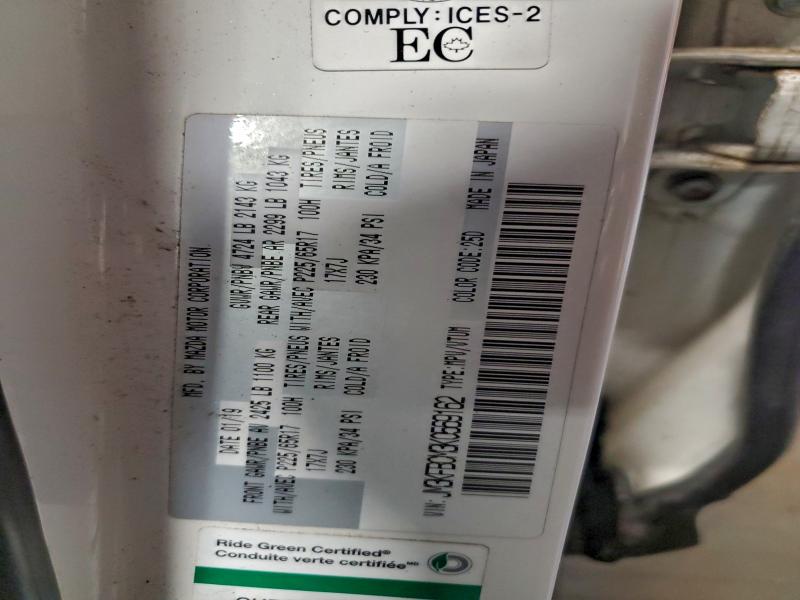 COMPLY: ICES-2
EC
MFD. BY MAZDA MOTOR CORPORATION
DATE 01/19 GVWR/PNBV 4724 LB 2143 KG
FRONT GAWR/PNBE AV 2425 LB 1100 KG REAR GAWR/PNBE AR 2299 LB 1043 KG
WITH/AVEC P225/65R17 100H TIRES/PNEUS WITH/AVEC P225/65R17 100H TIRES/PNEUS
17X7J RIMS/JANTES 17X7J RIMS/JANTES
230 KPA/34 PSI COLD/A FROID 230 KPA/34 PSI COLD/A FROID
VIN: TYPE:MPV/VTUM COLOR CODE:25D MADE IN JAPAN
Ride Green Certified®
Conduite verte certifiée MD